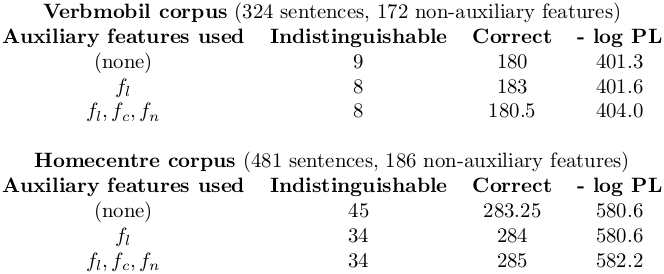 Verbmobil corpus (324 sentences, 172 non-auxiliary features)
Auxiliary features used Indistinguishable Correct - log PL
(none) 9 180 401.3
f_l 8 183 401.6
f_l, f_c, f_n 8 180.5 404.0
Homecentre corpus (481 sentences, 186 non-auxiliary features)
Auxiliary features used Indistinguishable Correct - log PL
(none) 45 283.25 580.6
f_l 34 284 580.6
f_l, f_c, f_n 34 285 582.2